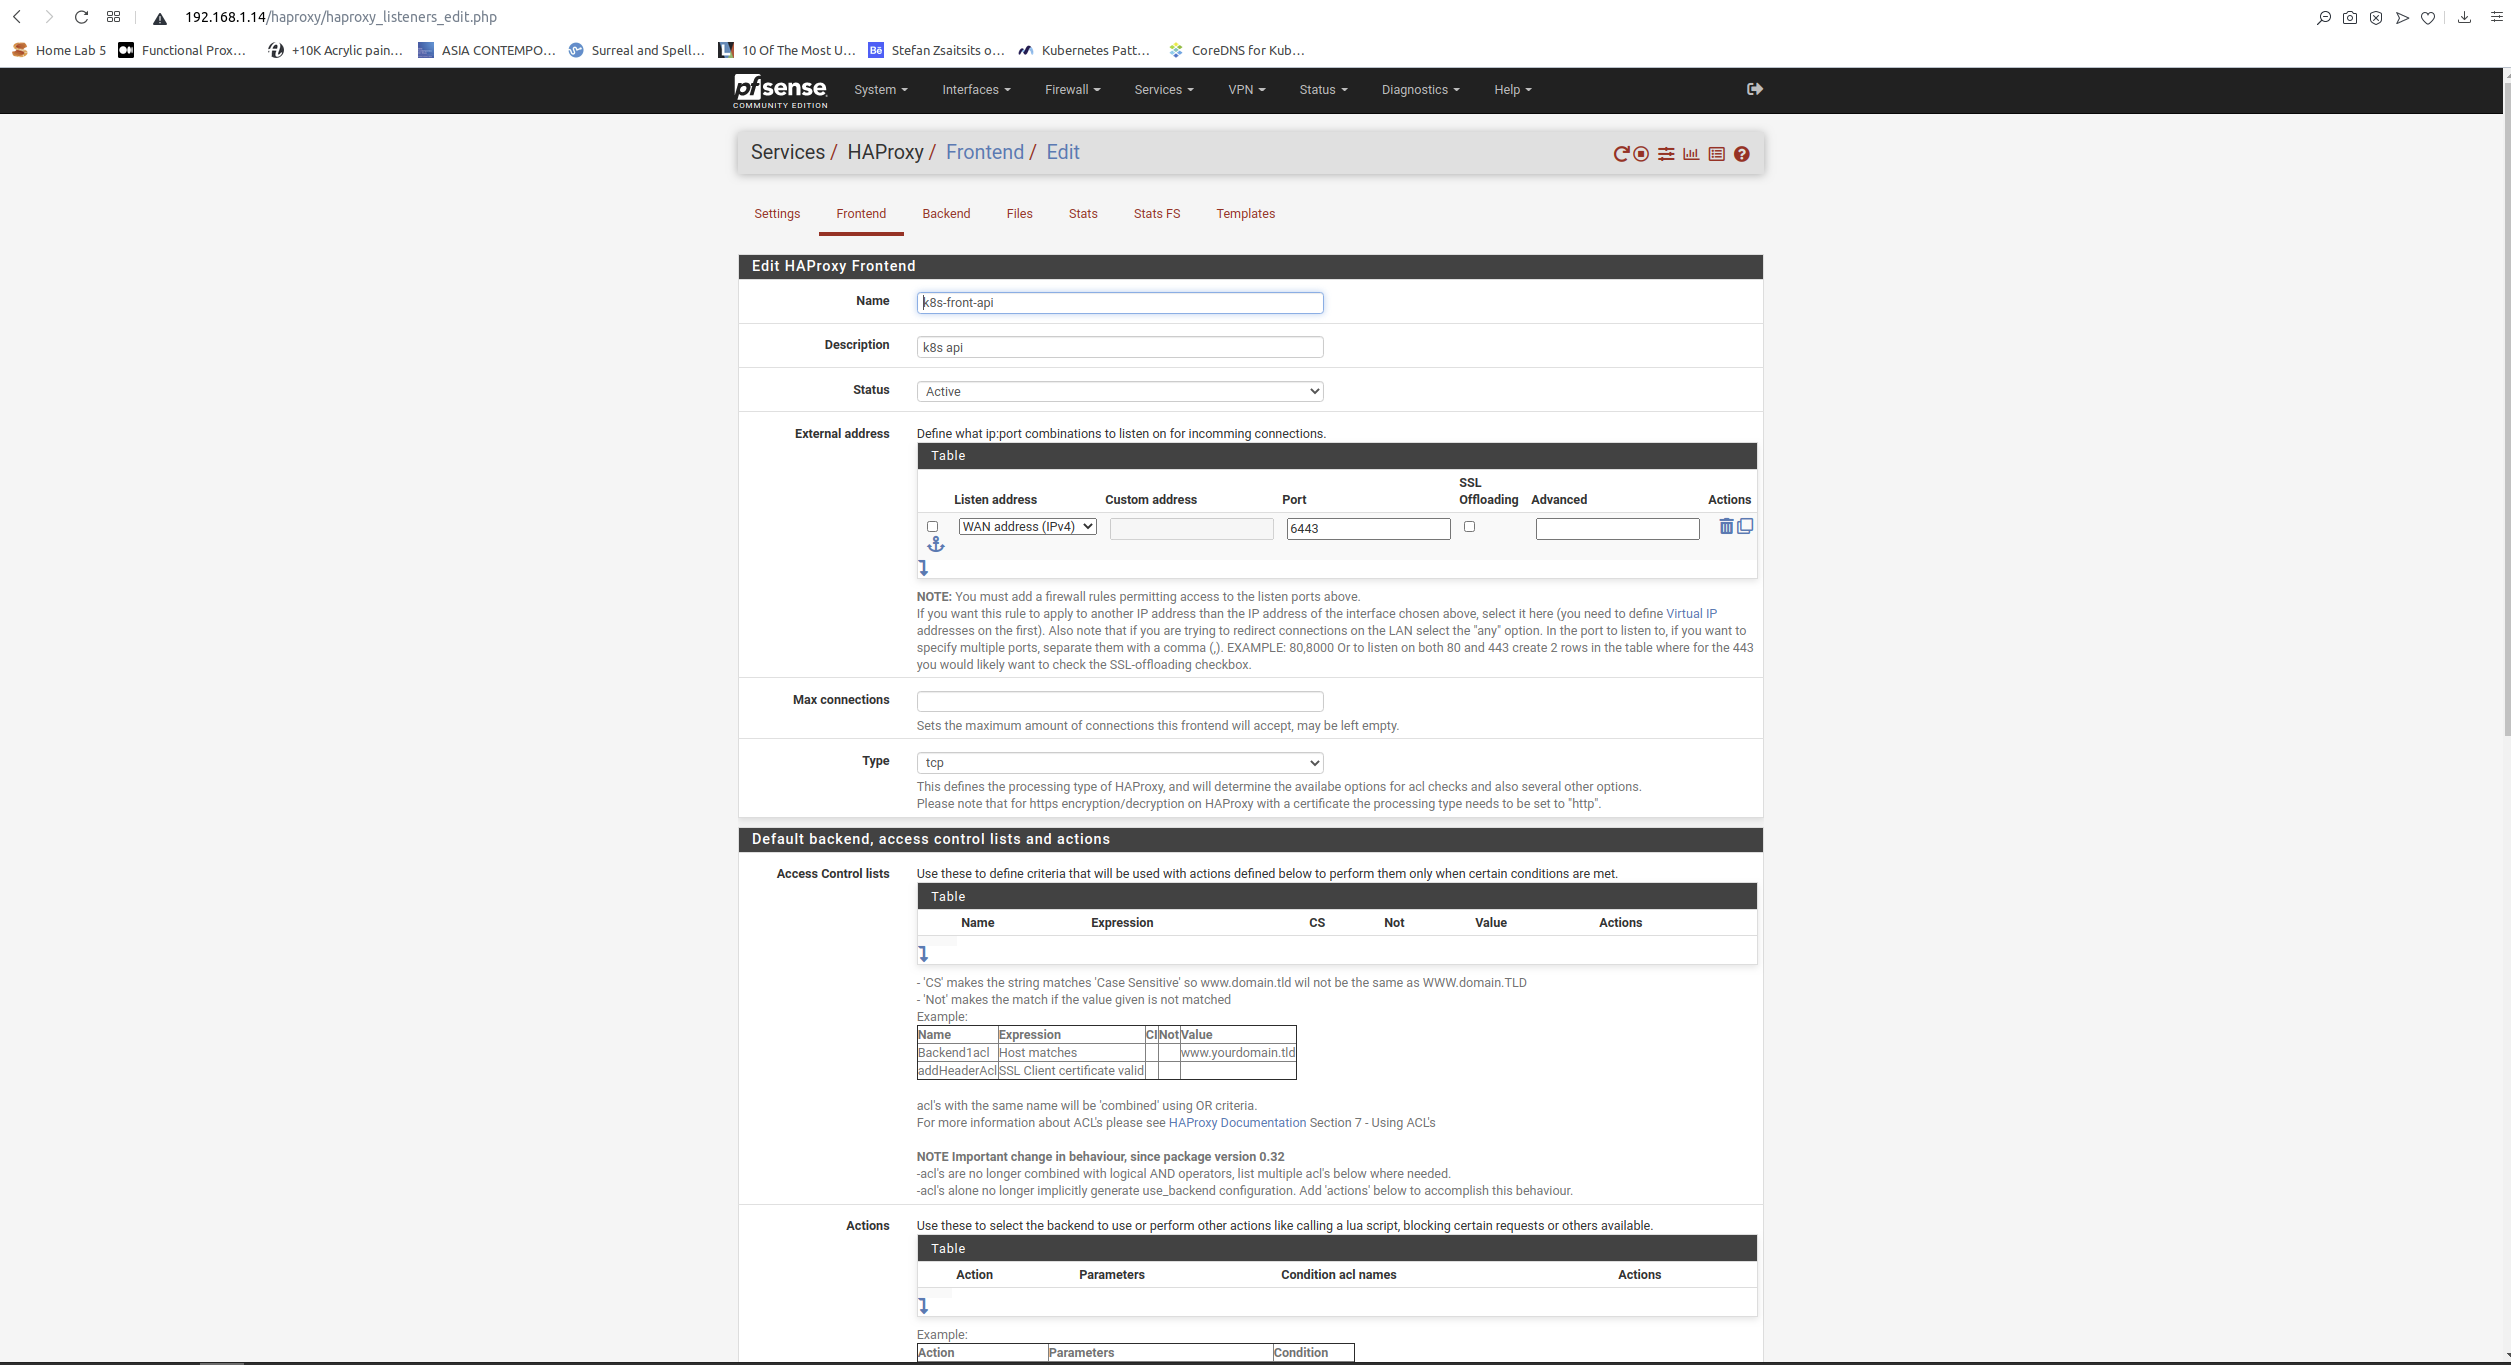 192.168.1.14/haproxy/haproxy_listeners_edit.php
Home Lab 5 Functional Prox... +10K Acrylic pain... ASIA CONTEMPO... Surreal and Spell... 10 Of The Most U... Bē Stefan Zsaitsits o... Kubernetes Patt... CoreDNS for Kub...
pfsense COMMUNITY EDITION System Interfaces Firewall Services VPN Status Diagnostics Help
Services / HAProxy / Frontend / Edit
Settings Frontend Backend Files Stats Stats FS Templates
Edit HAProxy Frontend
Name k8s-front-api
Description k8s api
Status Active
External address Define what ip:port combinations to listen on for incomming connections.
Table
Listen address Custom address Port SSL Offloading Advanced Actions
WAN address (IPv4) 6443
NOTE: You must add a firewall rules permitting access to the listen ports above.
If you want this rule to apply to another IP address than the IP address of the interface chosen above, select it here (you need to define Virtual IP
addresses on the first). Also note that if you are trying to redirect connections on the LAN select the "any" option. In the port to listen to, if you want to
specify multiple ports, separate them with a comma (,). EXAMPLE: 80,8000 Or to listen on both 80 and 443 create 2 rows in the table where for the 443
you would likely want to check the SSL-offloading checkbox.
Max connections
Sets the maximum amount of connections this frontend will accept, may be left empty.
Type tcp
This defines the processing type of HAProxy, and will determine the availabe options for acl checks and also several other options.
Please note that for https encryption/decryption on HAProxy with a certificate the processing type needs to be set to "http".
Default backend, access control lists and actions
Access Control lists Use these to define criteria that will be used with actions defined below to perform them only when certain conditions are met.
Table
Name Expression CS Not Value Actions
- 'CS' makes the string matches 'Case Sensitive' so www.domain.tld wil not be the same as WWW.domain.TLD
- 'Not' makes the match if the value given is not matched
Example:
Name Expression CI Not Value
Backend1acl Host matches www.yourdomain.tld
addHeaderAcl SSL Client certificate valid
acl's with the same name will be 'combined' using OR criteria.
For more information about ACL's please see HAProxy Documentation Section 7 - Using ACL's
NOTE Important change in behaviour, since package version 0.32
-acl's are no longer combined with logical AND operators, list multiple acl's below where needed.
-acl's alone no longer implicitly generate use_backend configuration. Add 'actions' below to accomplish this behaviour.
Actions Use these to select the backend to use or perform other actions like calling a lua script, blocking certain requests or others available.
Table
Action Parameters Condition acl names Actions
Example:
Action Parameters Condition